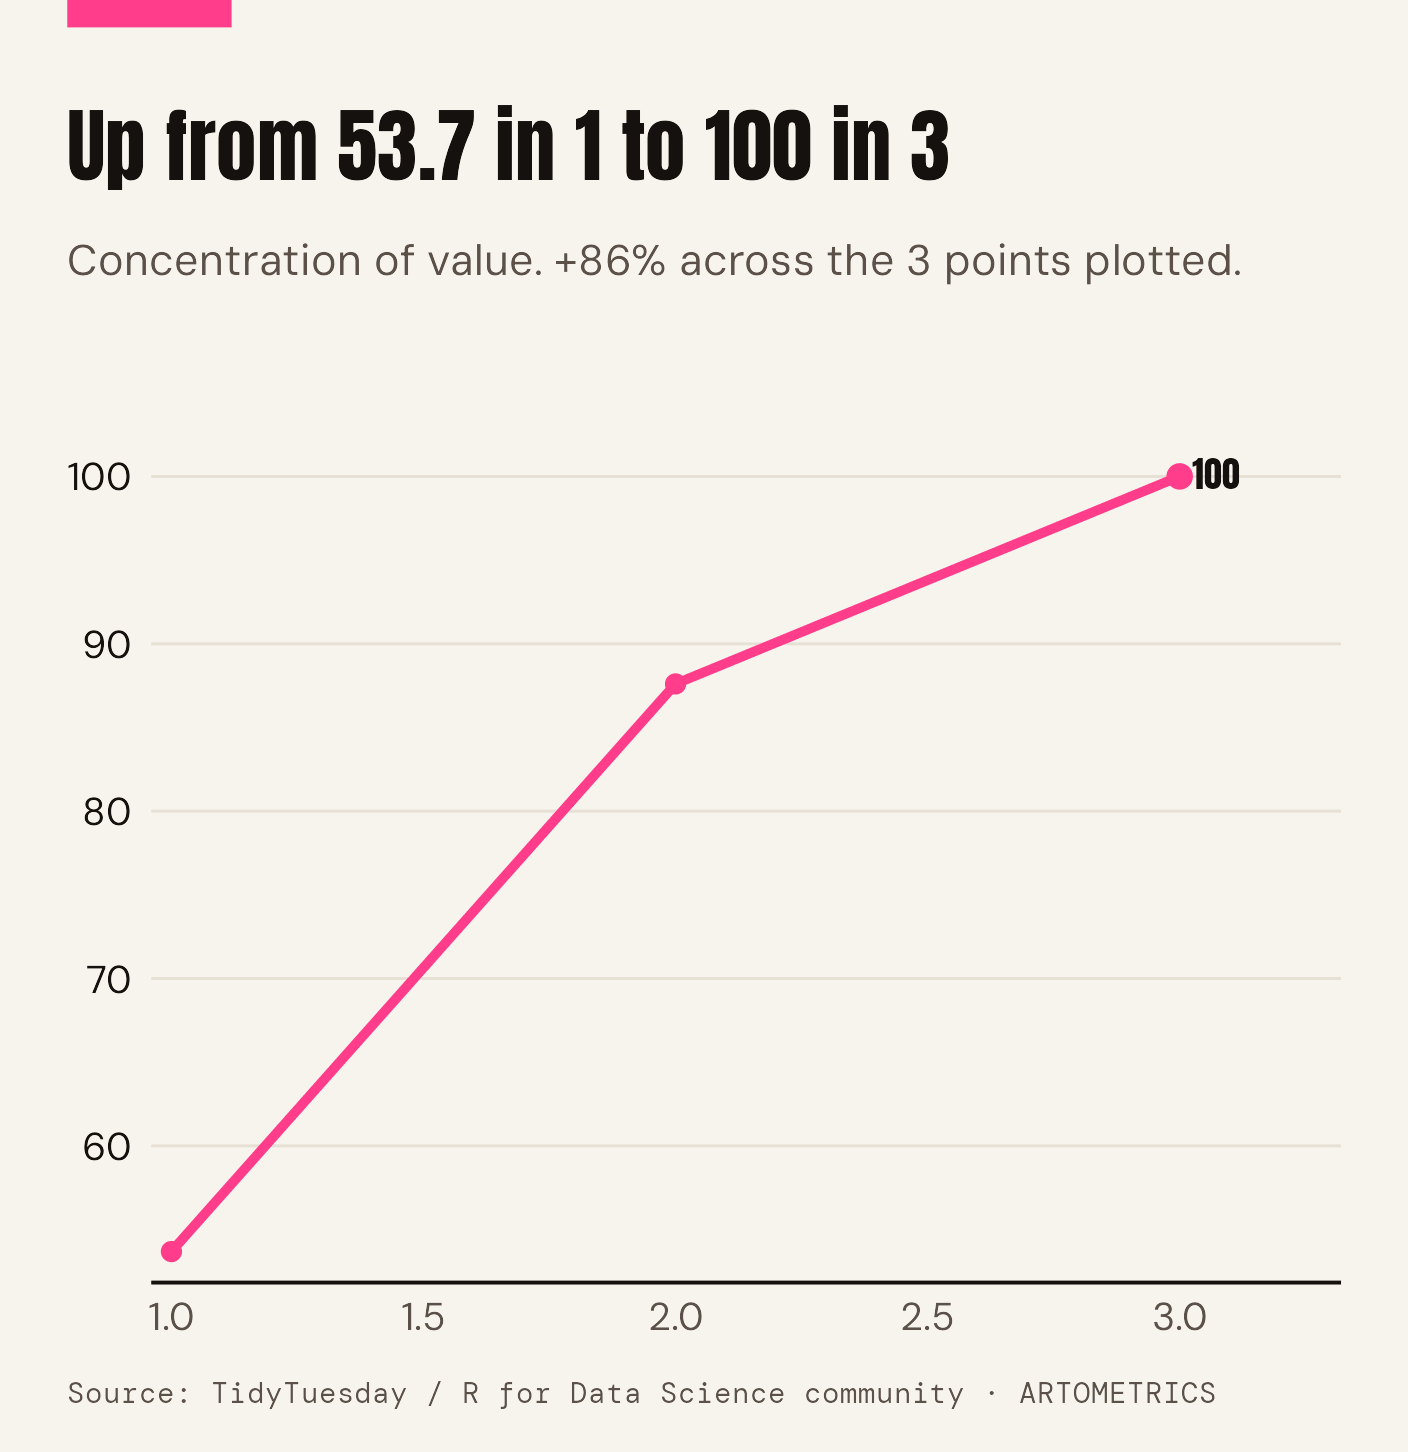 Up from 53.7 in 1 to 100 in 3
Concentration of value. +86% across the 3 points plotted.
100
100
90
80
70
60
1.0 1.5 2.0 2.5 3.0
Source: TidyTuesday / R for Data Science community · ARTOMETRICS